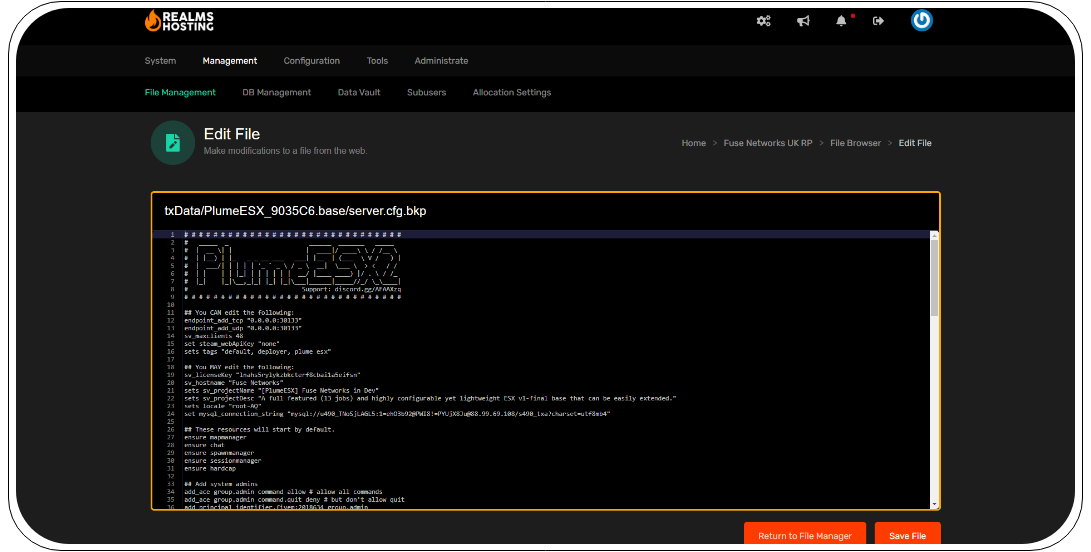 REALMS
HOSTING
System Management Configuration Tools Administrate
File Management DB Management Data Vault Subusers Allocation Settings
Edit File
Make modifications to a file from the web.
Home > Fuse Networks UK RP > File Browser > Edit File
txData/PlumeESX_9035C6.base/server.cfg.bkp
1 # # # # # # # # # # # # # # # # # # # # # # # # # # # # #
2 #
3 #
4 #
5 #
6 #
7 #
8 # Support: discord.gg/AFAAXzq
9 # # # # # # # # # # # # # # # # # # # # # # # # # # # # #
10
11 ## You CAN edit the following:
12 endpoint_add_tcp "0.0.0.0:30133"
13 endpoint_add_udp "0.0.0.0:30133"
14 sv_maxclients 48
15 set steam_webApiKey "none"
16 sets tags "default, deployer, plume esx"
17
18 ## You MAY edit the following:
19 sv_licenseKey
20 sv_hostname "Fuse Networks"
21 sets sv_projectName "[PlumeESX] Fuse Networks in Dev"
22 sets sv_projectDesc "A full featured (13 jobs) and highly configurable yet lightweight ESX v1-final base that can be easily extended."
23 sets locale "root-AQ"
24 set mysql_connection_string
25
26 ## These resources will start by default.
27 ensure mapmanager
28 ensure chat
29 ensure spawnmanager
30 ensure sessionmanager
31 ensure hardcap
32
33 ## Add system admins
34 add_ace group.admin command allow # allow all commands
35 add_ace group.admin command.quit deny # but don't allow quit
36 add_principal identifier.fivem:2018634 group.admin
Return to File Manager Save File